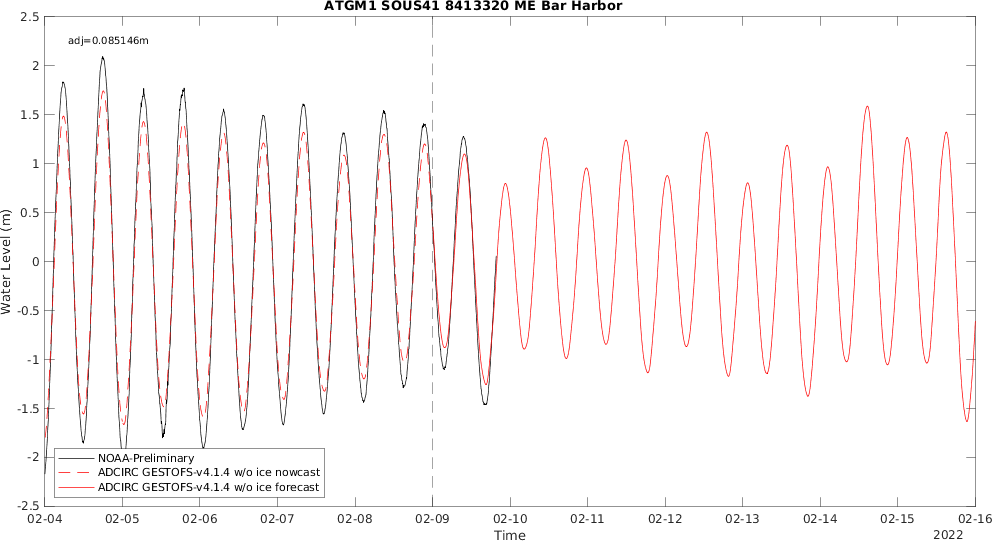 ATGM1 SOUS41 8413320 ME Bar Harbor
adj=0.085146m
2.5
2
1.5
1
0.5
0
-0.5
-1
-1.5
-2
-2.5
Water Level (m)
NOAA-Preliminary
ADCIRC GESTOFS-v4.1.4 w/o ice nowcast
ADCIRC GESTOFS-v4.1.4 w/o ice forecast
02-04 02-05 02-06 02-07 02-08 02-09 02-10 02-11 02-12 02-13 02-14 02-15 02-16
Time
2022